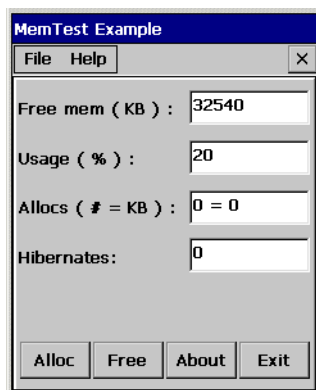 MemTest Example
File Help ×
Free mem ( KB ) : 32540
Usage ( % ) : 20
Allocs ( # = KB ) : 0 = 0
Hibernates: 0
Alloc Free About Exit